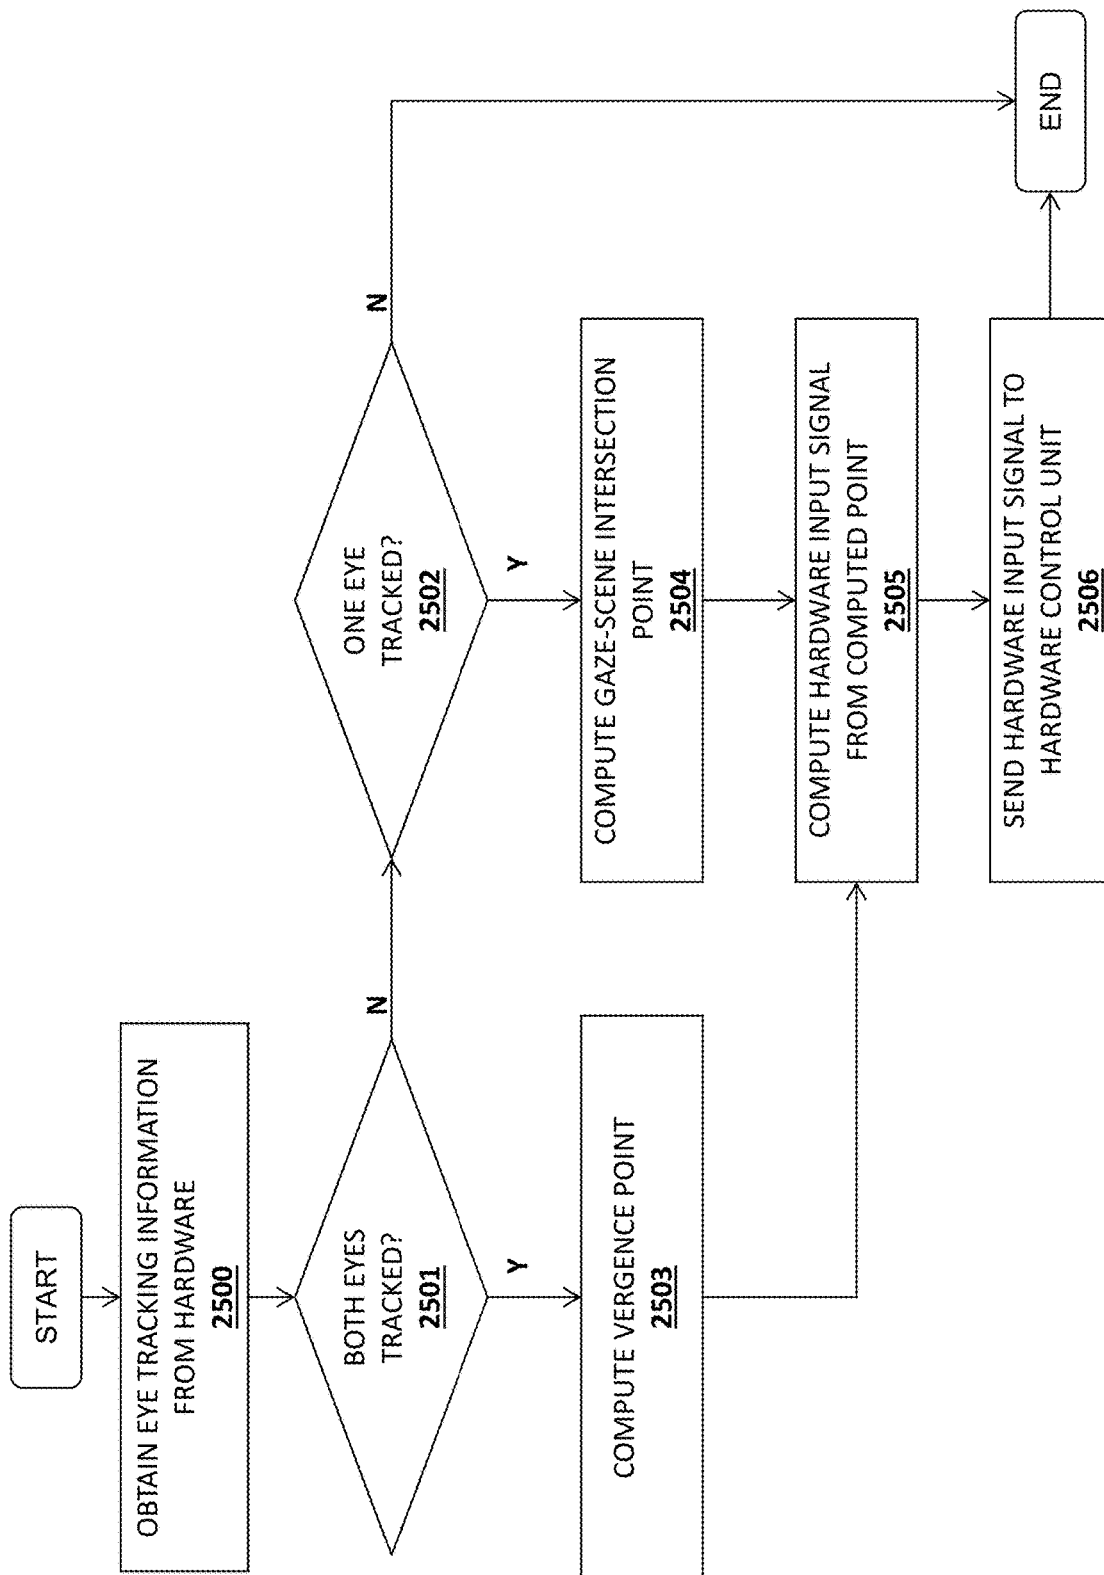 START
OBTAIN EYE TRACKING INFORMATION
FROM HARDWARE
2500
BOTH EYES
TRACKED?
2501
N
Y
ONE EYE
TRACKED?
2502
N
Y
COMPUTE VERGENCE POINT
2503
COMPUTE GAZE-SCENE INTERSECTION
POINT
2504
COMPUTE HARDWARE INPUT SIGNAL
FROM COMPUTED POINT
2505
SEND HARDWARE INPUT SIGNAL TO
HARDWARE CONTROL UNIT
2506
END